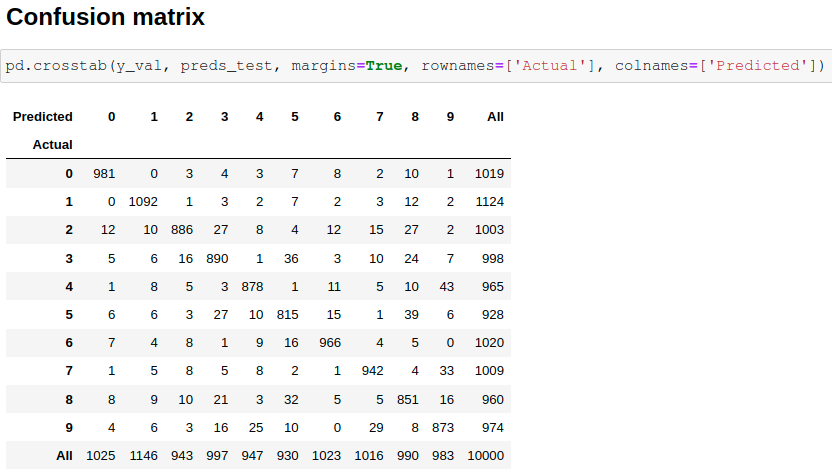 Confusion matrix
pd.crosstab(y_val, preds_test, margins=True, rownames=['Actual'], colnames=['Predicted'])
Predicted 0 1 2 3 4 5 6 7 8 9 All
Actual
0 981 0 3 4 3 7 8 2 10 1 1019
1 0 1092 1 3 2 7 2 3 12 2 1124
2 12 10 886 27 8 4 12 15 27 2 1003
3 5 6 16 890 1 36 3 10 24 7 998
4 1 8 5 3 878 1 11 5 10 43 965
5 6 6 3 27 10 815 15 1 39 6 928
6 7 4 8 1 9 16 966 4 5 0 1020
7 1 5 8 5 8 2 1 942 4 33 1009
8 8 9 10 21 3 32 5 5 851 16 960
9 4 6 3 16 25 10 0 29 8 873 974
All 1025 1146 943 997 947 930 1023 1016 990 983 10000